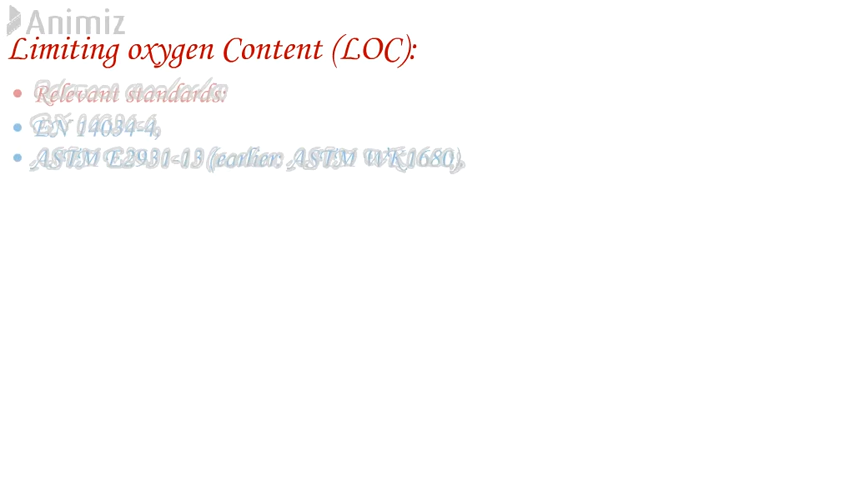 Animiz
Limiting oxygen Content (LOC):
• Relevant standards:
• EN 14034-4,
• ASTM E2931-13 (earlier: ASTM WK1680),